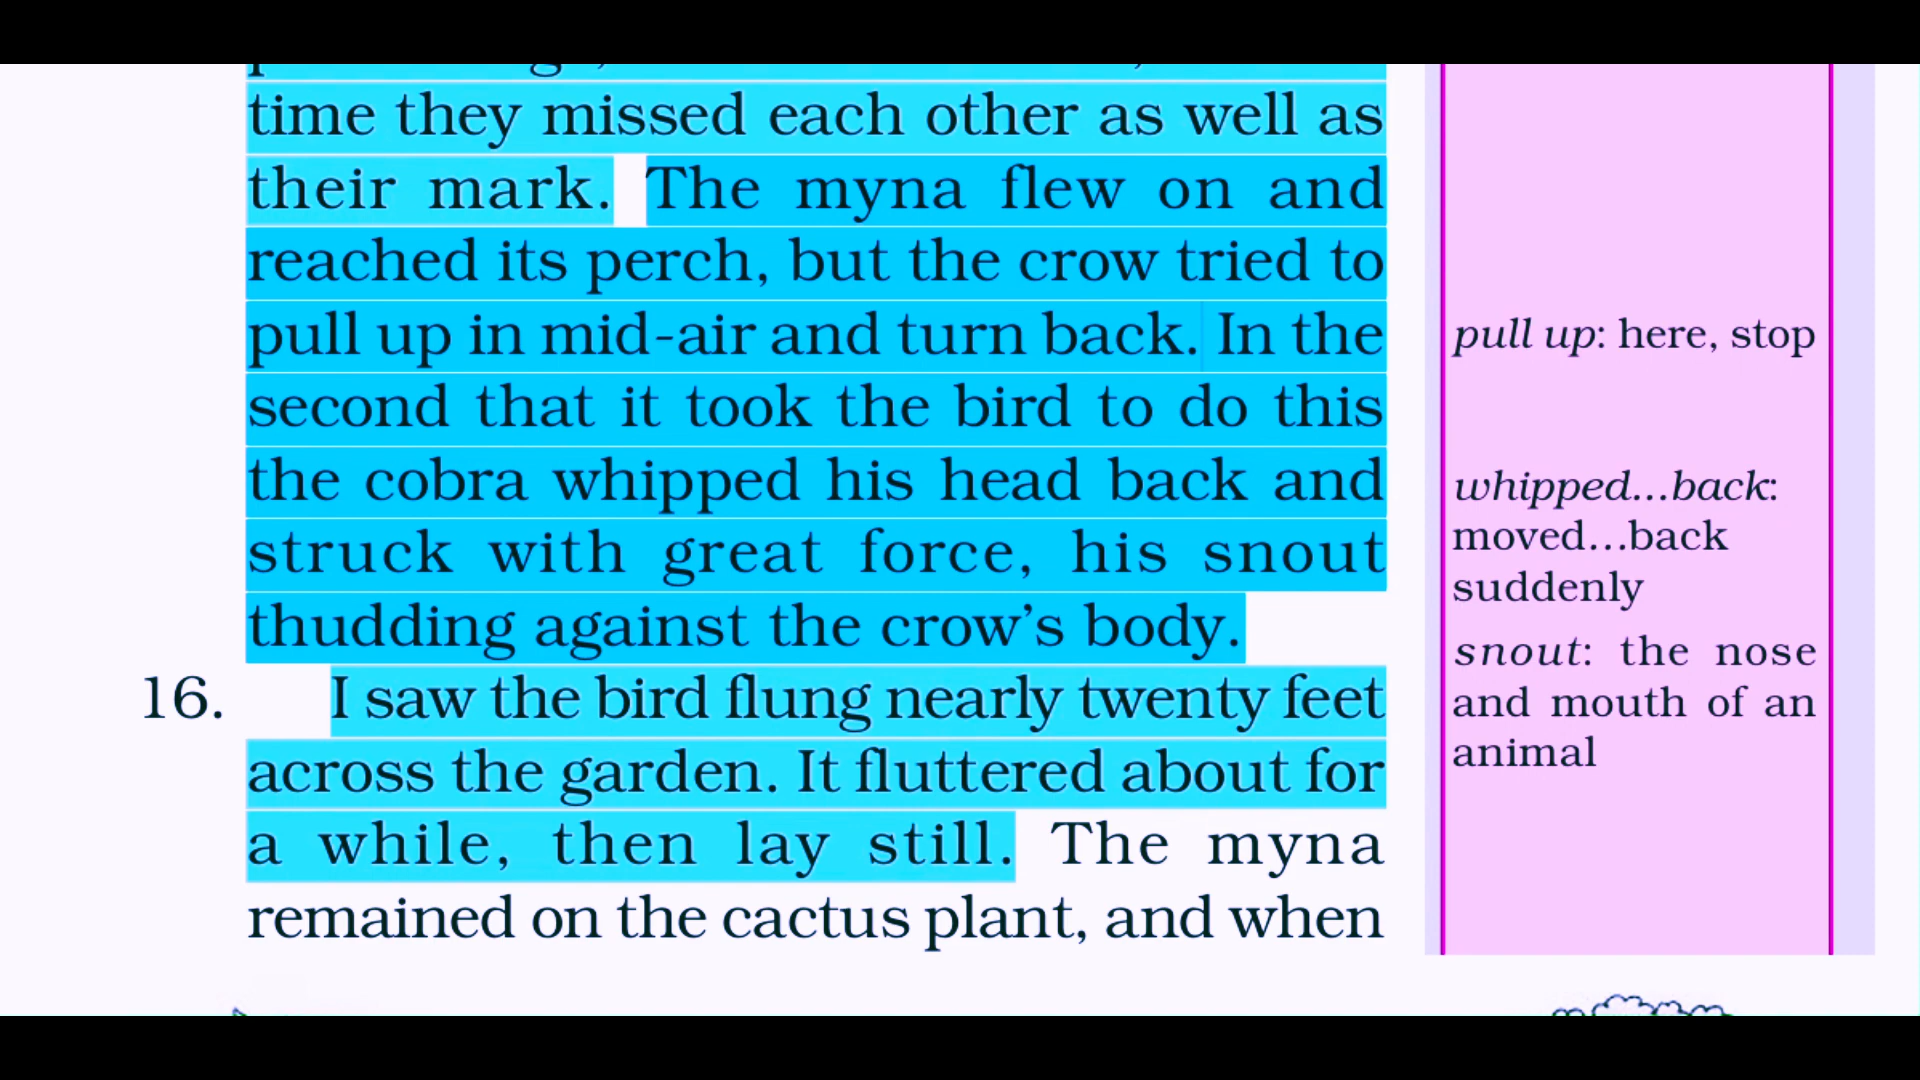 time they missed each other as well as
their mark. The myna flew on and
reached its perch, but the crow tried to
pull up in mid-air and turn back. In the
second that it took the bird to do this
the cobra whipped his head back and
struck with great force, his snout
thudding against the crow's body.
16. I saw the bird flung nearly twenty feet
across the garden. It fluttered about for
a while, then lay still. The myna
remained on the cactus plant, and when
pull up: here, stop
whipped...back:
moved...back
suddenly
snout: the nose
and mouth of an
animal